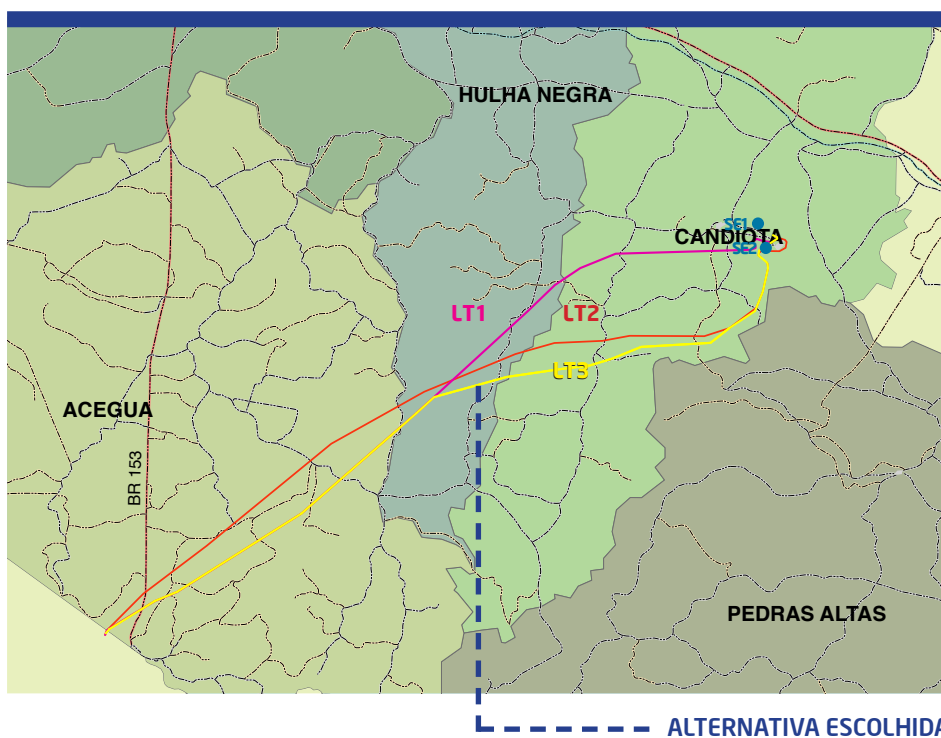 HULHA NEGRA
SE1
CANDIOTA
SE2
LT1
LT2
LT3
ACEGUA
BR 153
PEDRAS ALTAS
ALTERNATIVA ESCOLHIDA